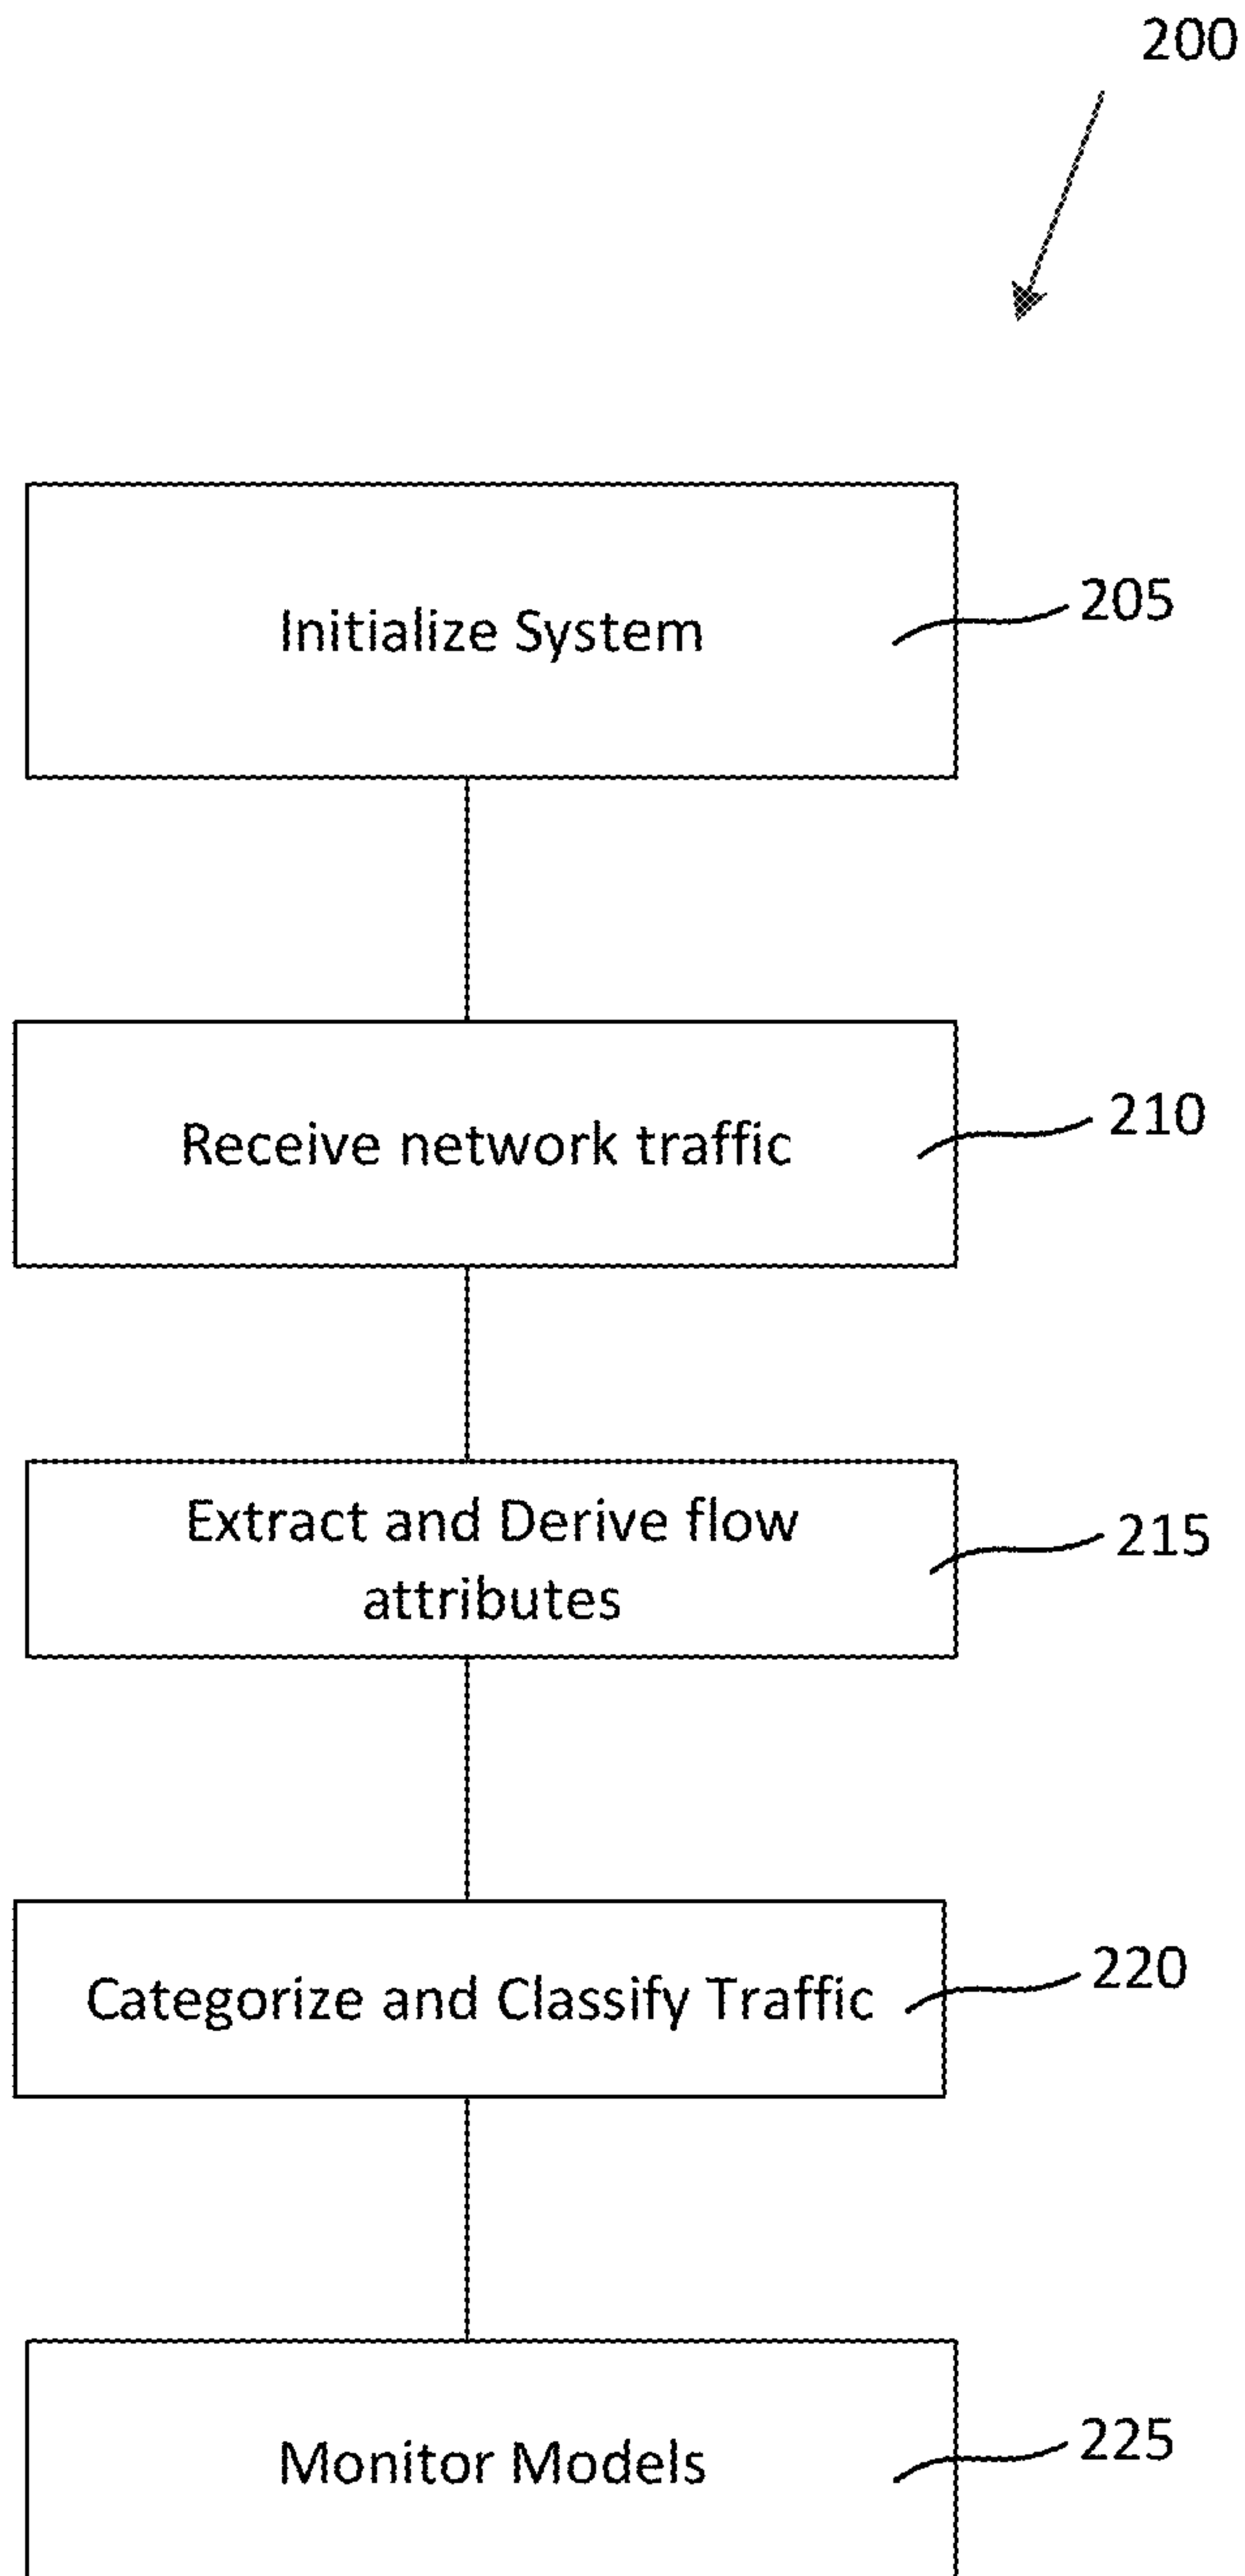 200
Initialize System
205
Receive network traffic
210
Extract and Derive flow
attributes
215
Categorize and Classify Traffic
220
Monitor Models
225